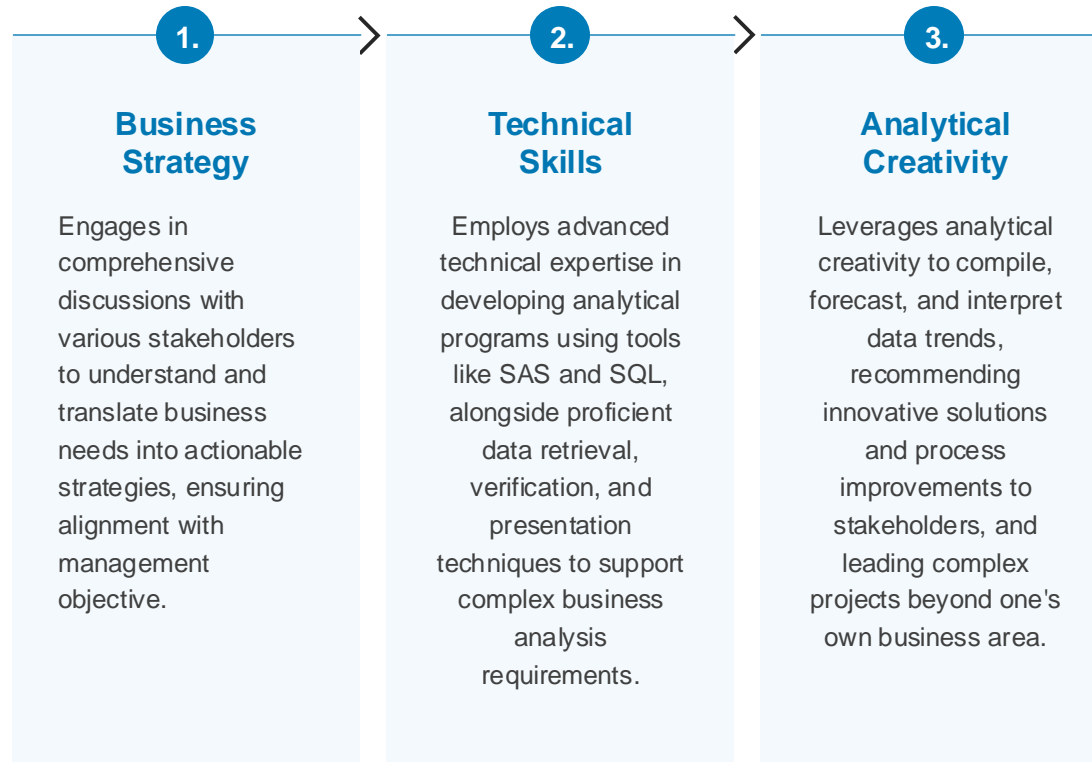 1.
Business
Strategy
Engages in
comprehensive
discussions with
various stakeholders
to understand and
translate business
needs into actionable
strategies, ensuring
alignment with
management
objective.
2.
Technical
Skills
Employs advanced
technical expertise in
developing analytical
programs using tools
like SAS and SQL,
alongside proficient
data retrieval,
verification, and
presentation
techniques to support
complex business
analysis
requirements.
3.
Analytical
Creativity
Leverages analytical
creativity to compile,
forecast, and interpret
data trends,
recommending
innovative solutions
and process
improvements to
stakeholders, and
leading complex
projects beyond one's
own business area.